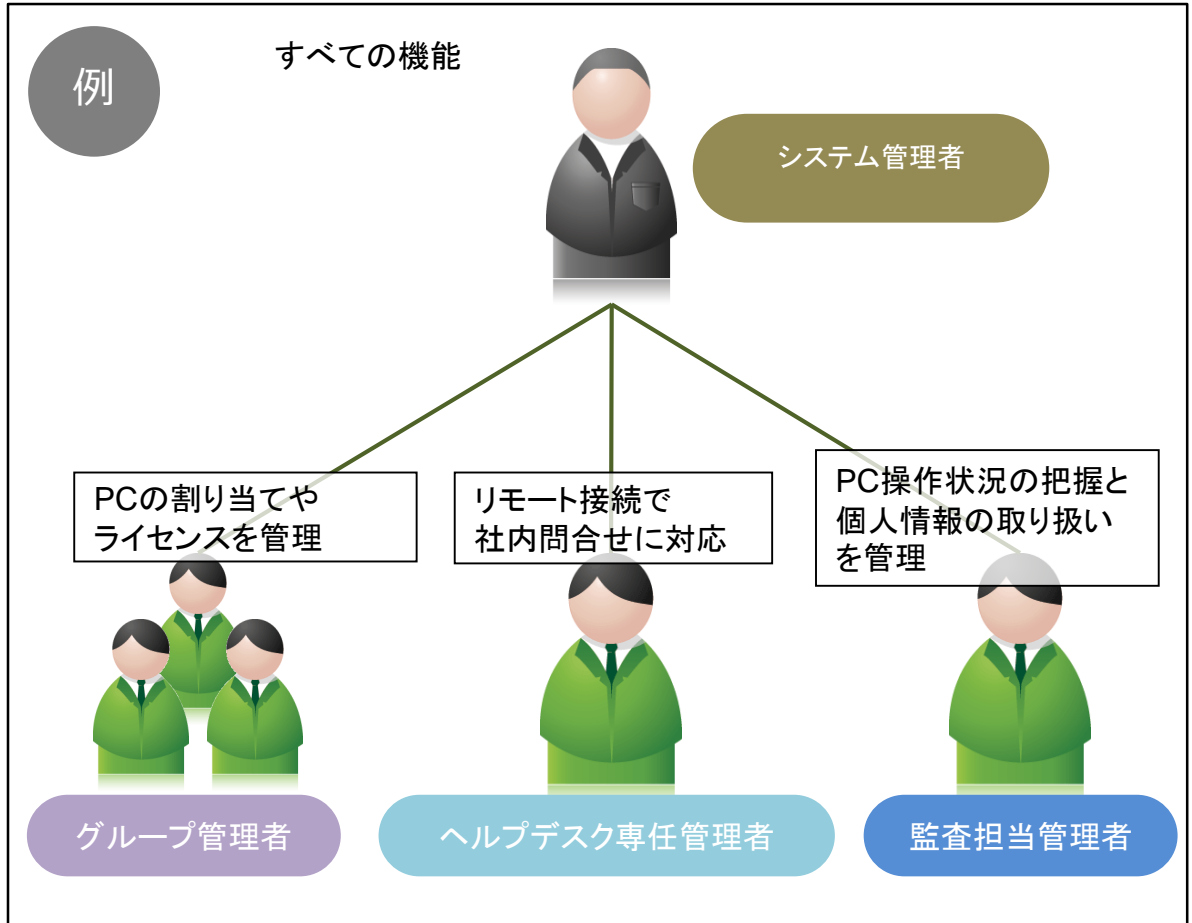 例
すべての機能
システム管理者
PCの割り当てや
ライセンスを管理
リモート接続で
社内問合せに対応
PC操作状況の把握と
個人情報の取り扱い
を管理
グループ管理者
ヘルプデスク専任管理者
監査担当管理者